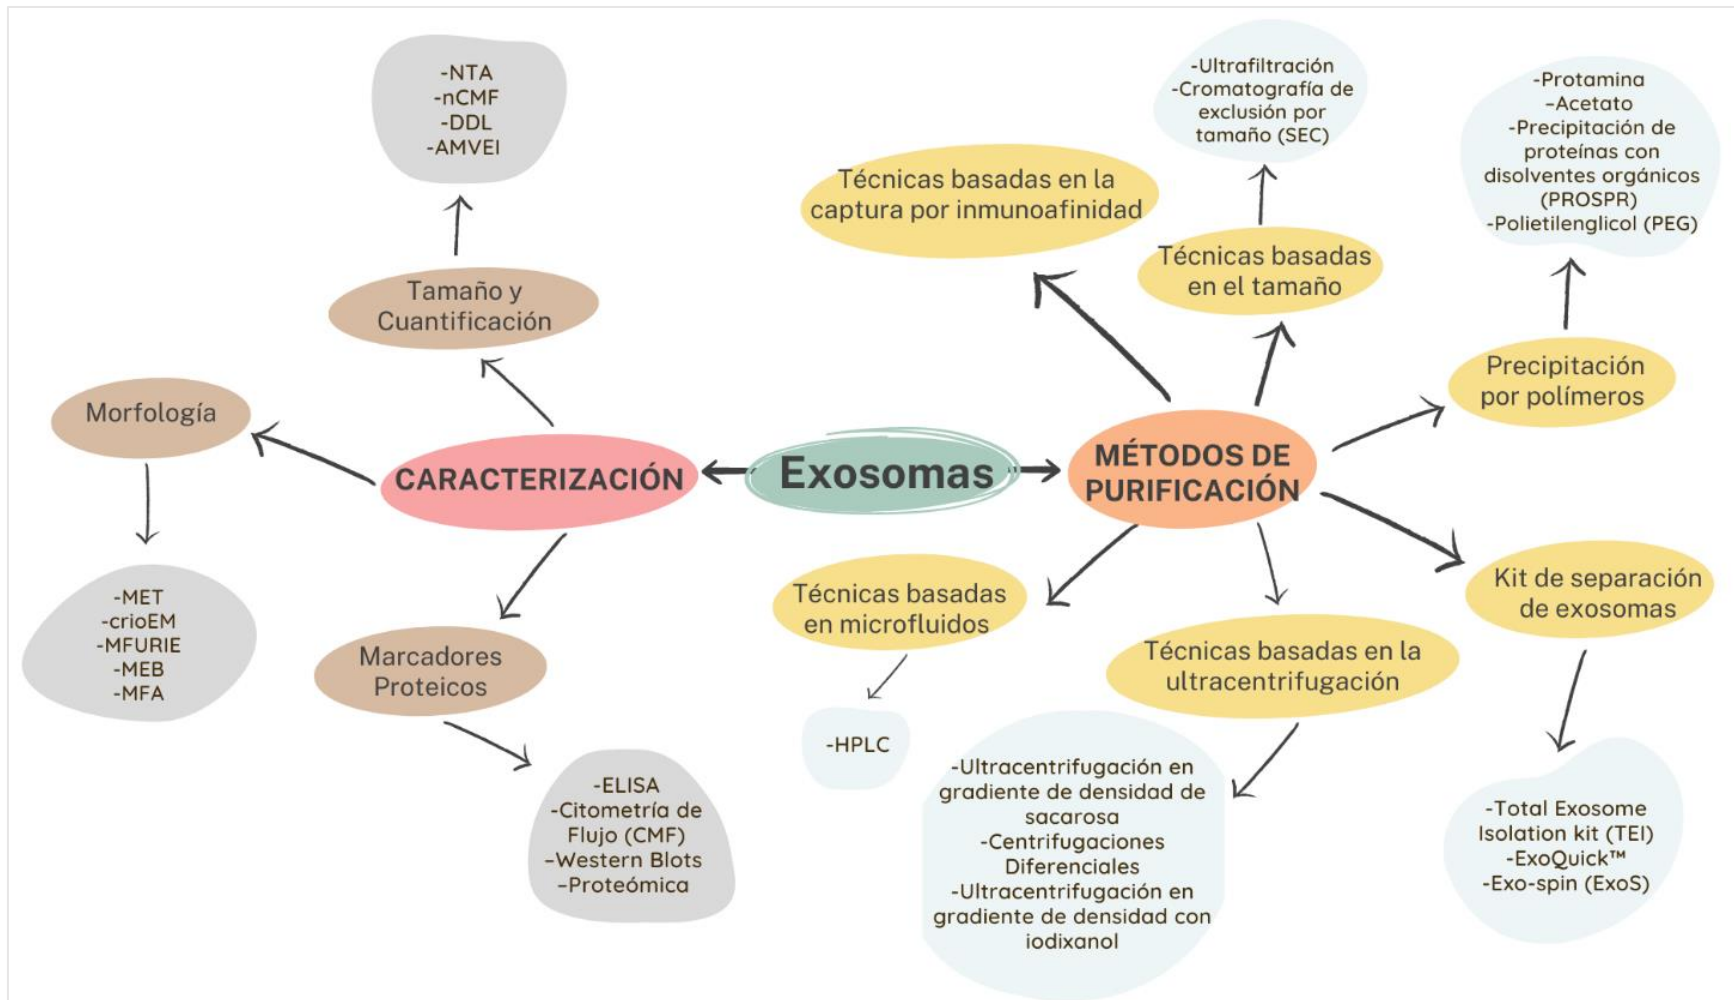 -NTA
-nCMF
-DDL
-AMVEI
Tamaño y
Cuantificación
Morfología
-MET
-crioEM
-MFURIE
-MEB
-MFA
CARACTERIZACIÓN
Marcadores
Proteicos
-ELISA
-Citometría de
Flujo (CMF)
-Western Blots
-Proteómica
Exosomas
MÉTODOS DE
PURIFICACIÓN
Técnicas basadas en la
captura por inmunoafinidad
-Ultrafiltración
-Cromatografía de
exclusión por
tamaño (SEC)
Técnicas basadas
en el tamaño
-Protamina
-Acetato
-Precipitación de
proteínas con
disolventes orgánicos
(PROSPR)
-Polietilenglicol (PEG)
Precipitación
por polímeros
Kit de separación
de exosomas
-Total Exosome
Isolation kit (TEI)
-ExoQuick™
-Exo-spin (ExoS)
Técnicas basadas en la
ultracentrifugación
-Ultracentrifugación en
gradiente de densidad de
sacarosa
-Centrifugaciones
Diferenciales
-Ultracentrifugación en
gradiente de densidad con
iodixanol
Técnicas basadas
en microfluidos
-HPLC